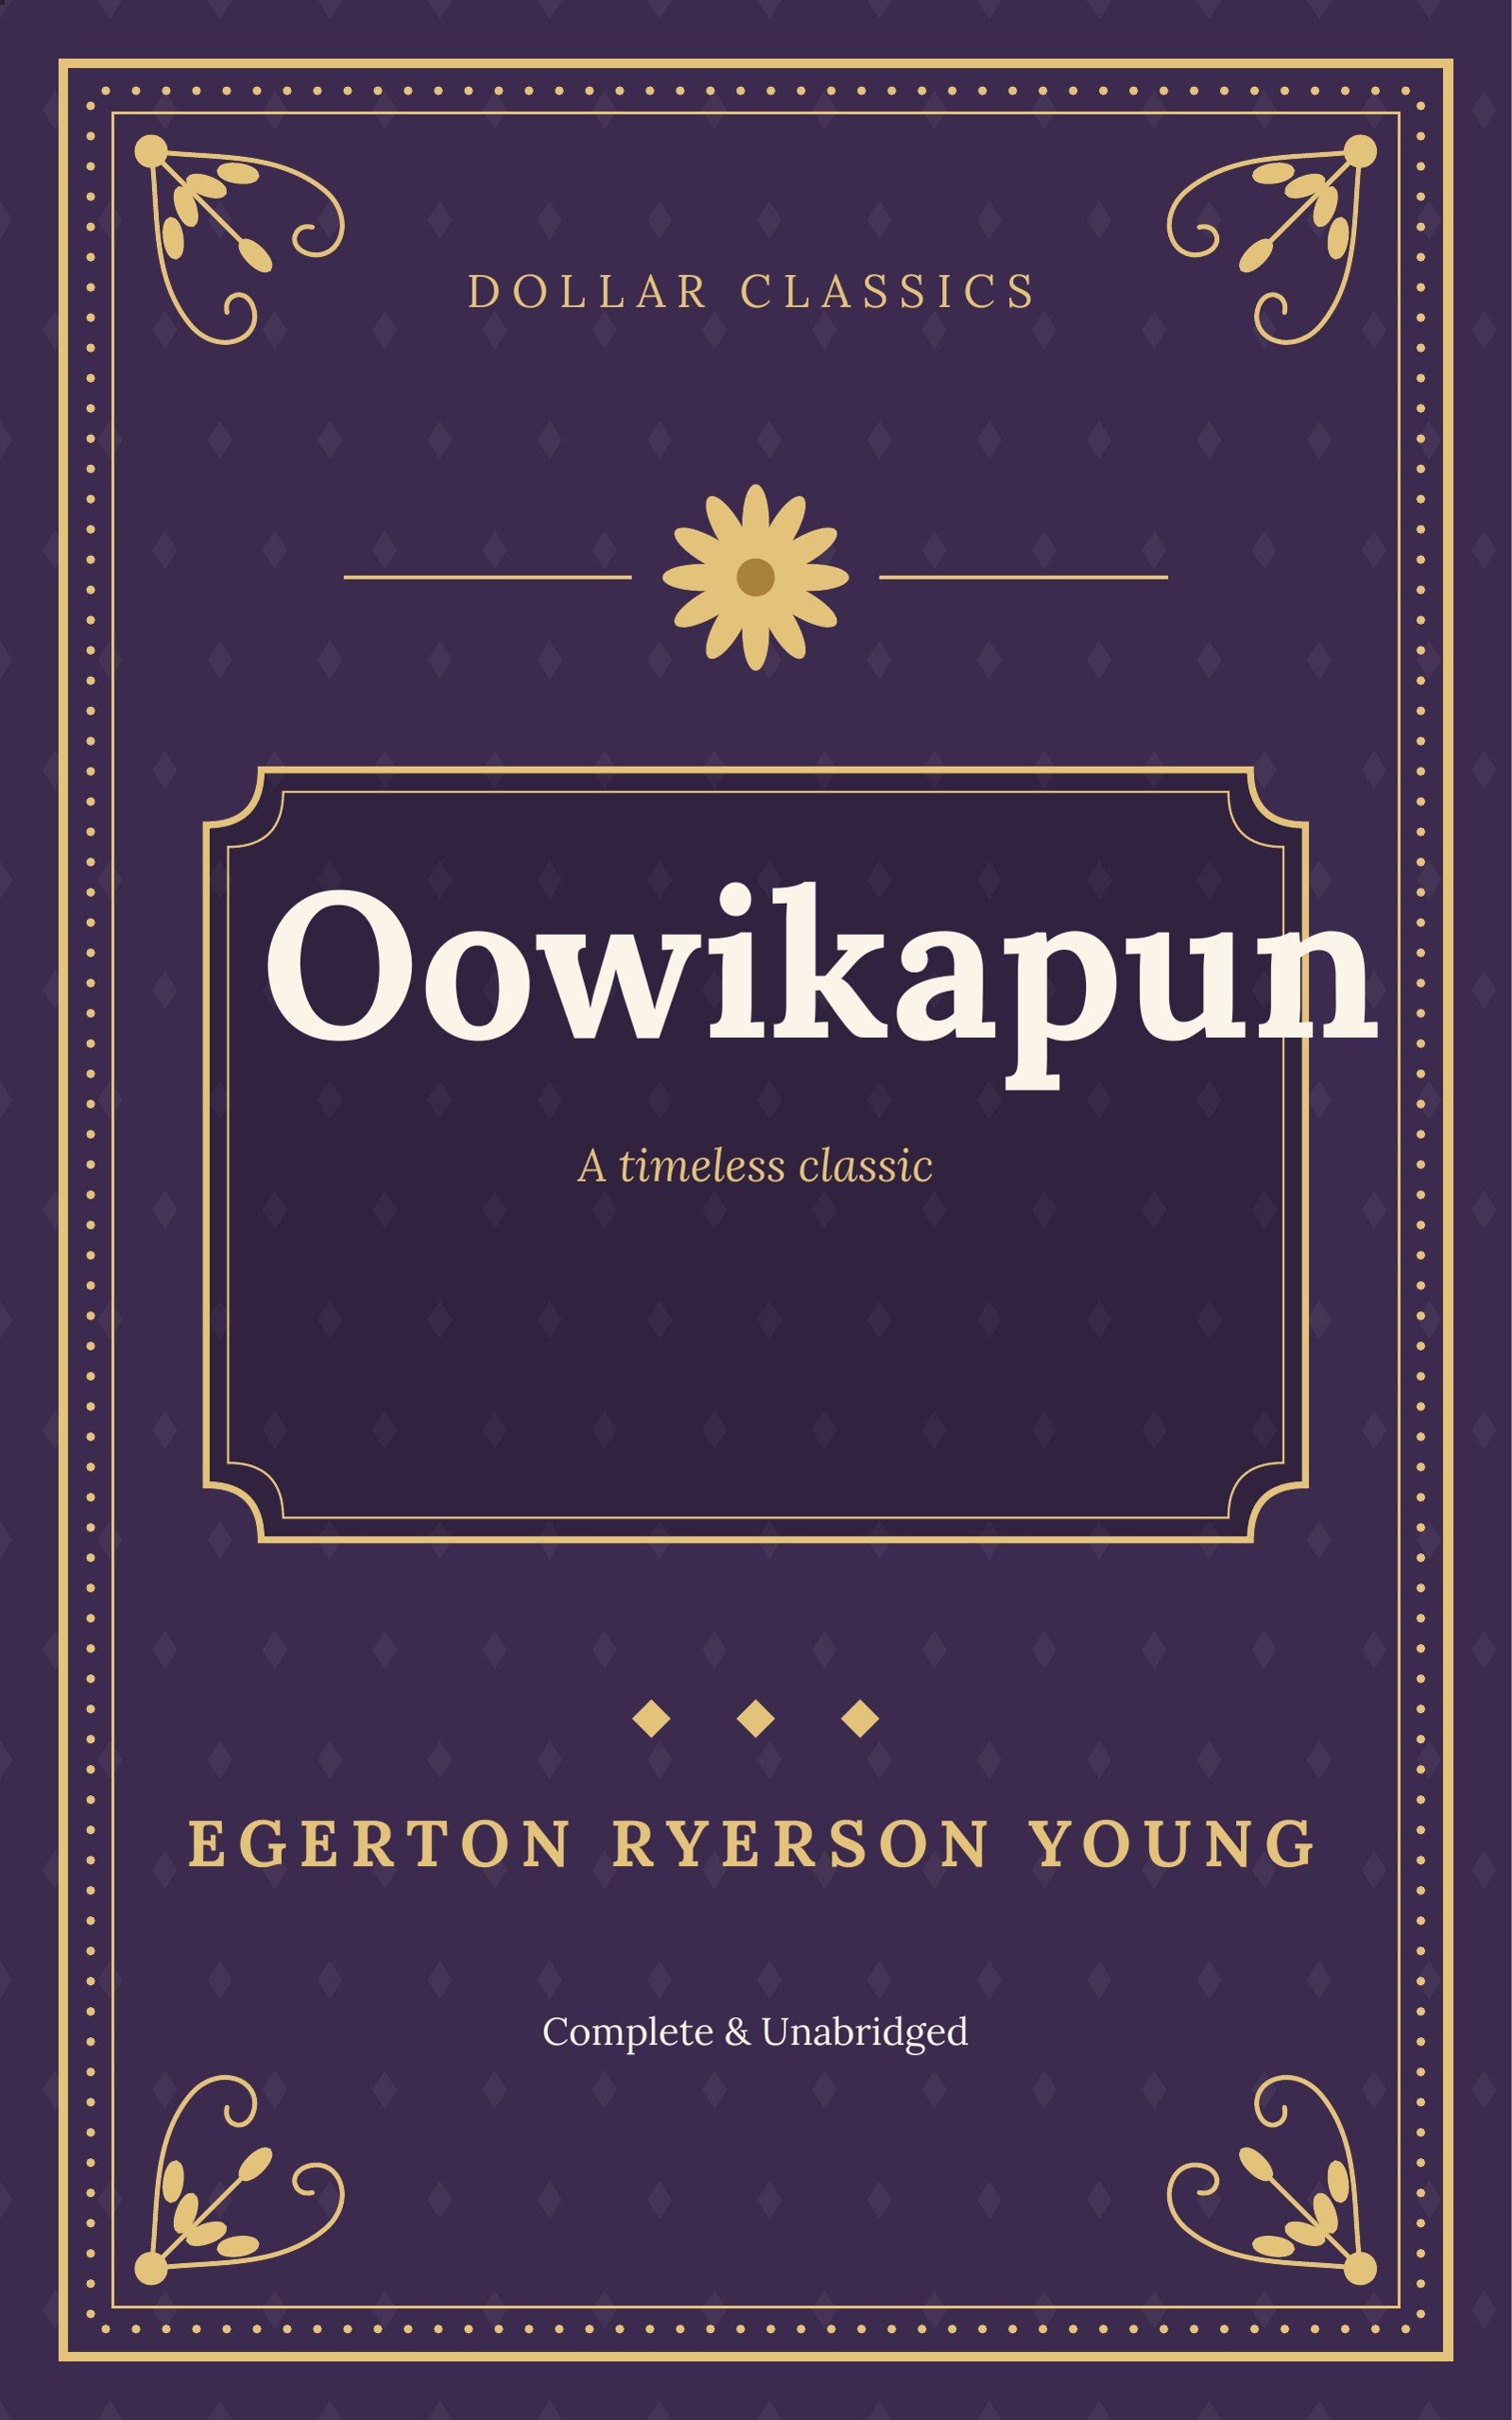 DOLLAR CLASSICS
Oowikapun
A timeless classic
EGERTON RYERSON YOUNG
Complete & Unabridged